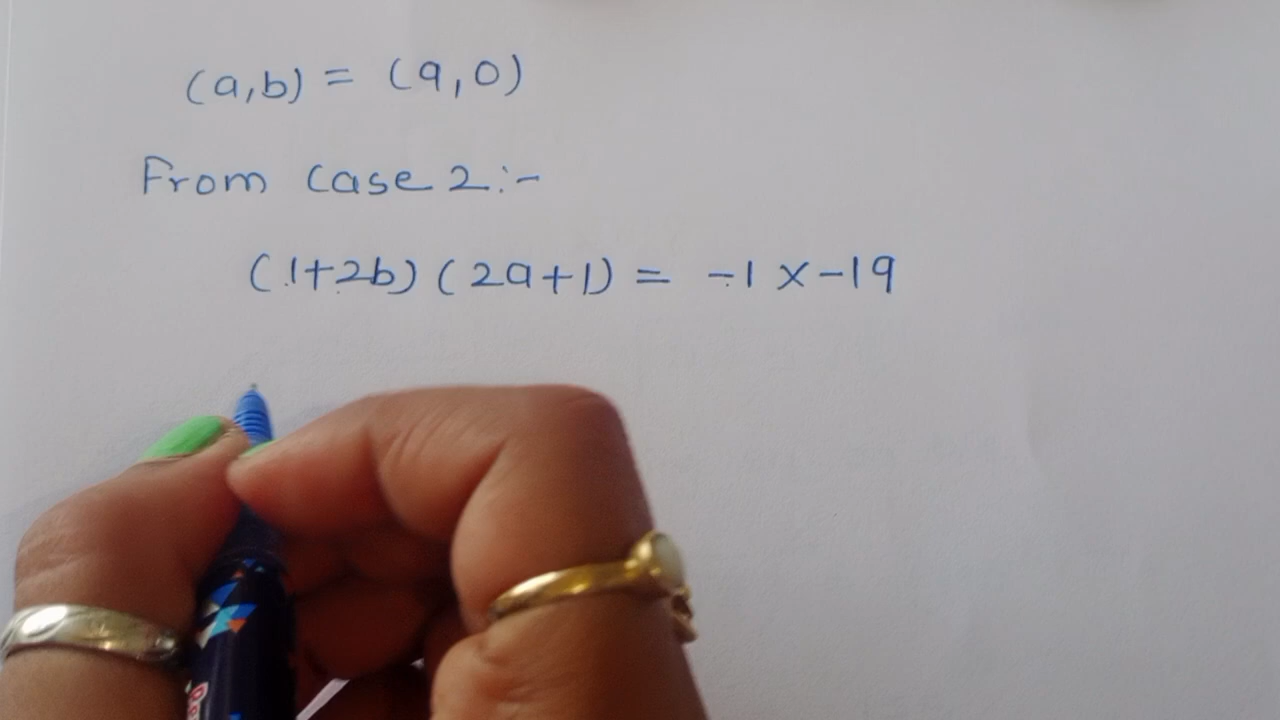 (a,b) = (9,0)
From case 2:-
(1+2b) (2a+1) = -1 x -19